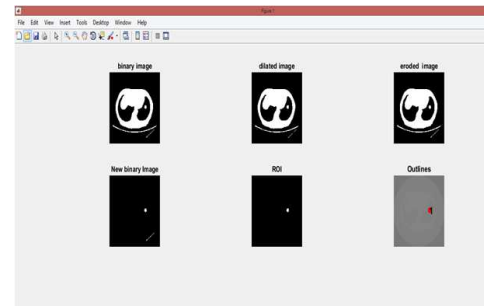 Figure 1
File Edit View Insert Tools Desktop Window Help
binary image
dilated image
eroded image
New binary Image
ROI
Outlines